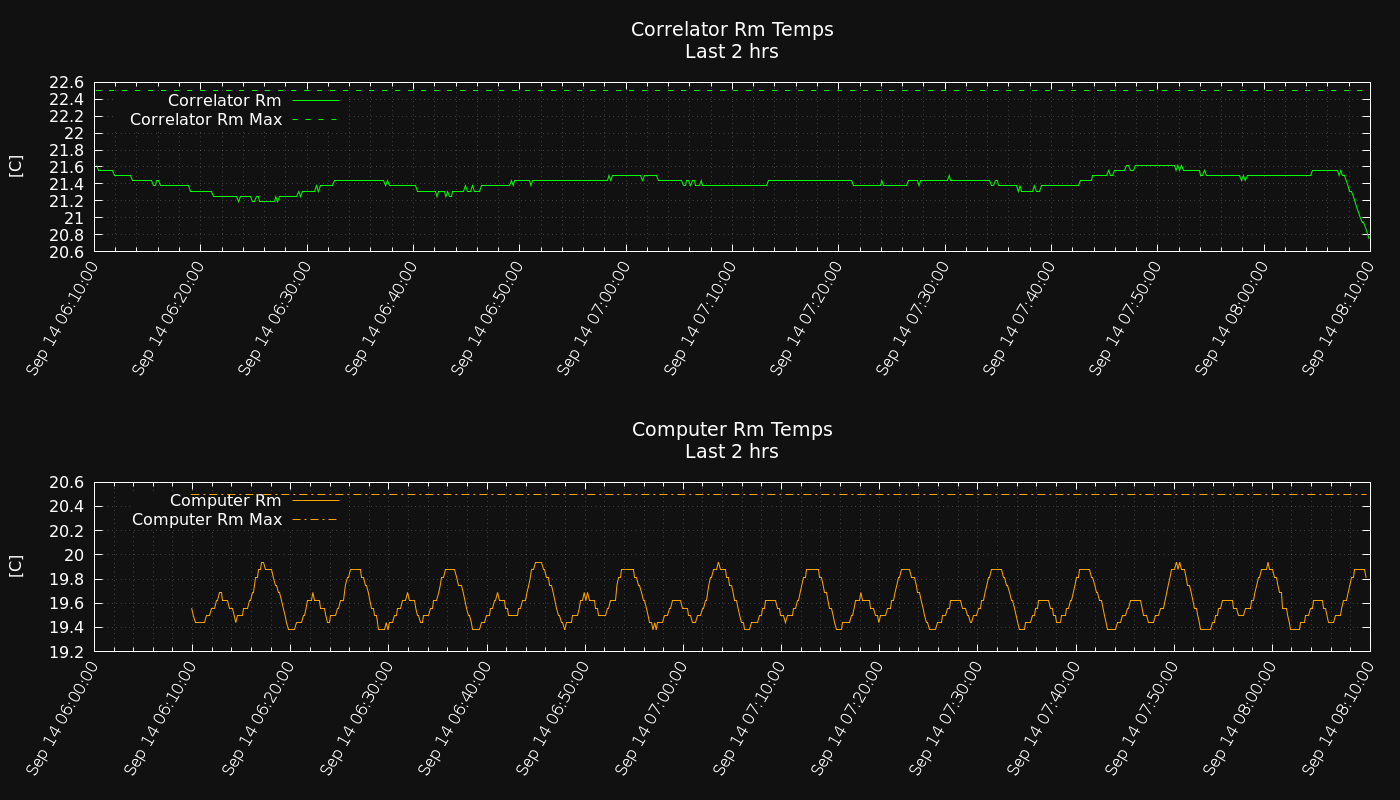 Correlator Rm Temps
Last 2 hrs
22.6
22.4
22.2
22
21.8
21.6
21.4
21.2
21
20.8
20.6
[C]
Correlator Rm
Correlator Rm Max
Sep 14 06:10:00
Sep 14 06:20:00
Sep 14 06:30:00
Sep 14 06:40:00
Sep 14 06:50:00
Sep 14 07:00:00
Sep 14 07:10:00
Sep 14 07:20:00
Sep 14 07:30:00
Sep 14 07:40:00
Sep 14 07:50:00
Sep 14 08:00:00
Sep 14 08:10:00
Computer Rm Temps
Last 2 hrs
20.6
20.4
20.2
20
19.8
19.6
19.4
19.2
[C]
Computer Rm
Computer Rm Max
Sep 14 06:00:00
Sep 14 06:10:00
Sep 14 06:20:00
Sep 14 06:30:00
Sep 14 06:40:00
Sep 14 06:50:00
Sep 14 07:00:00
Sep 14 07:10:00
Sep 14 07:20:00
Sep 14 07:30:00
Sep 14 07:40:00
Sep 14 07:50:00
Sep 14 08:00:00
Sep 14 08:10:00